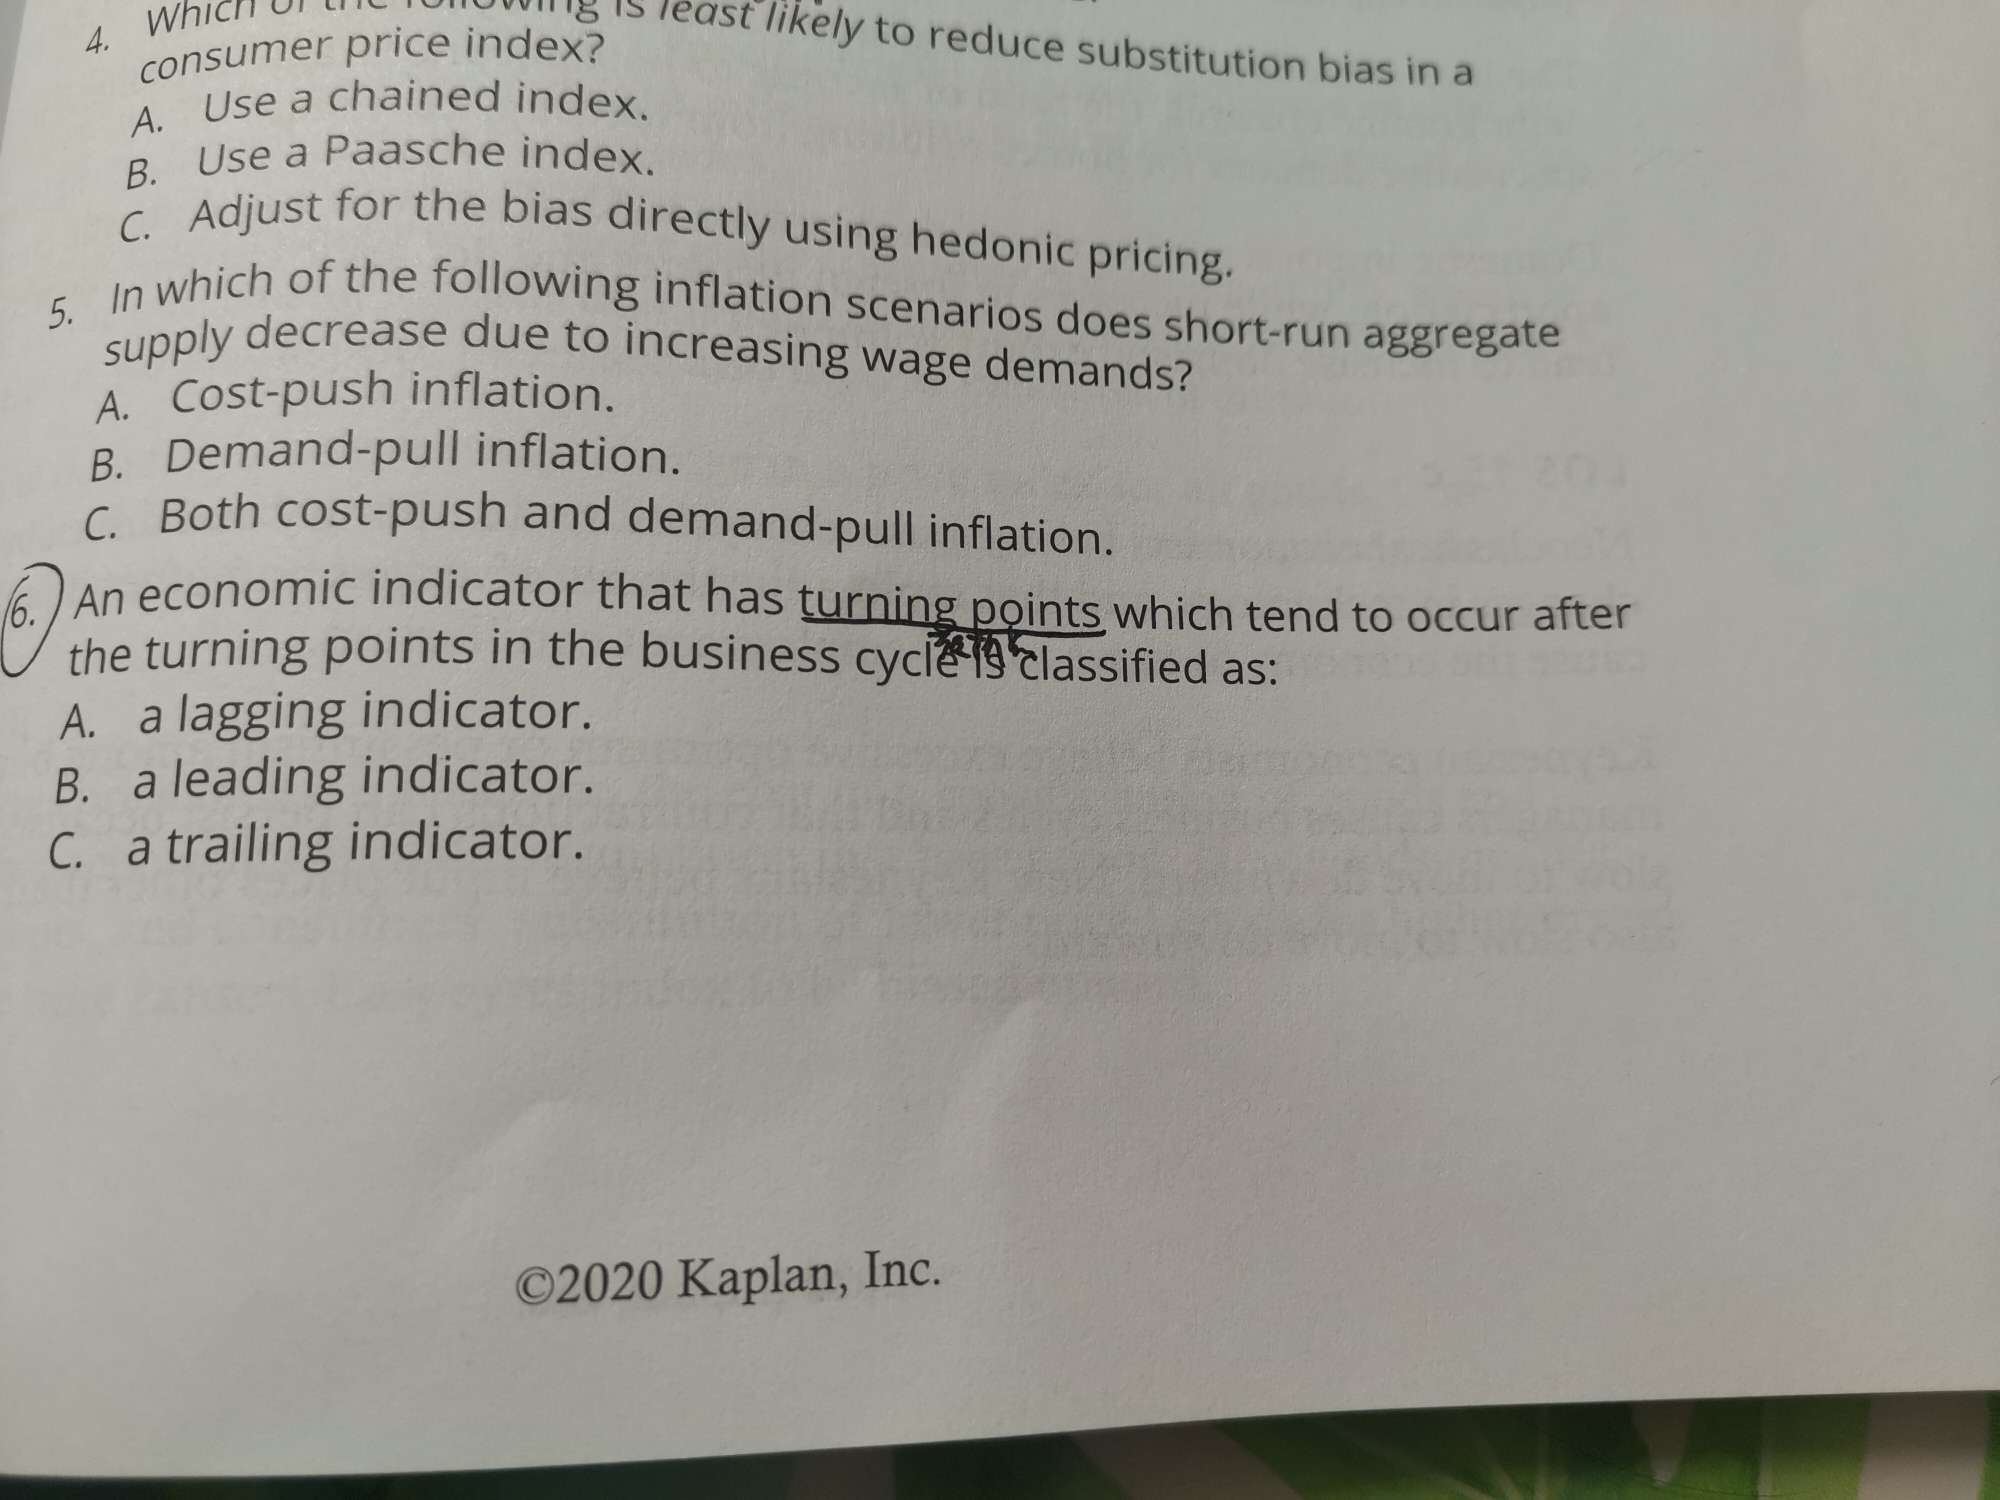 4. Which of the following is least likely to reduce substitution bias in a
consumer price index?
A. Use a chained index.
B. Use a Paasche index.
C. Adjust for the bias directly using hedonic pricing.
5. In which of the following inflation scenarios does short-run aggregate
supply decrease due to increasing wage demands?
A. Cost-push inflation.
B. Demand-pull inflation.
C. Both cost-push and demand-pull inflation.
6. An economic indicator that has turning points which tend to occur after
the turning points in the business cycle is classified as:
A. a lagging indicator.
B. a leading indicator.
C. a trailing indicator.
©2020 Kaplan, Inc.